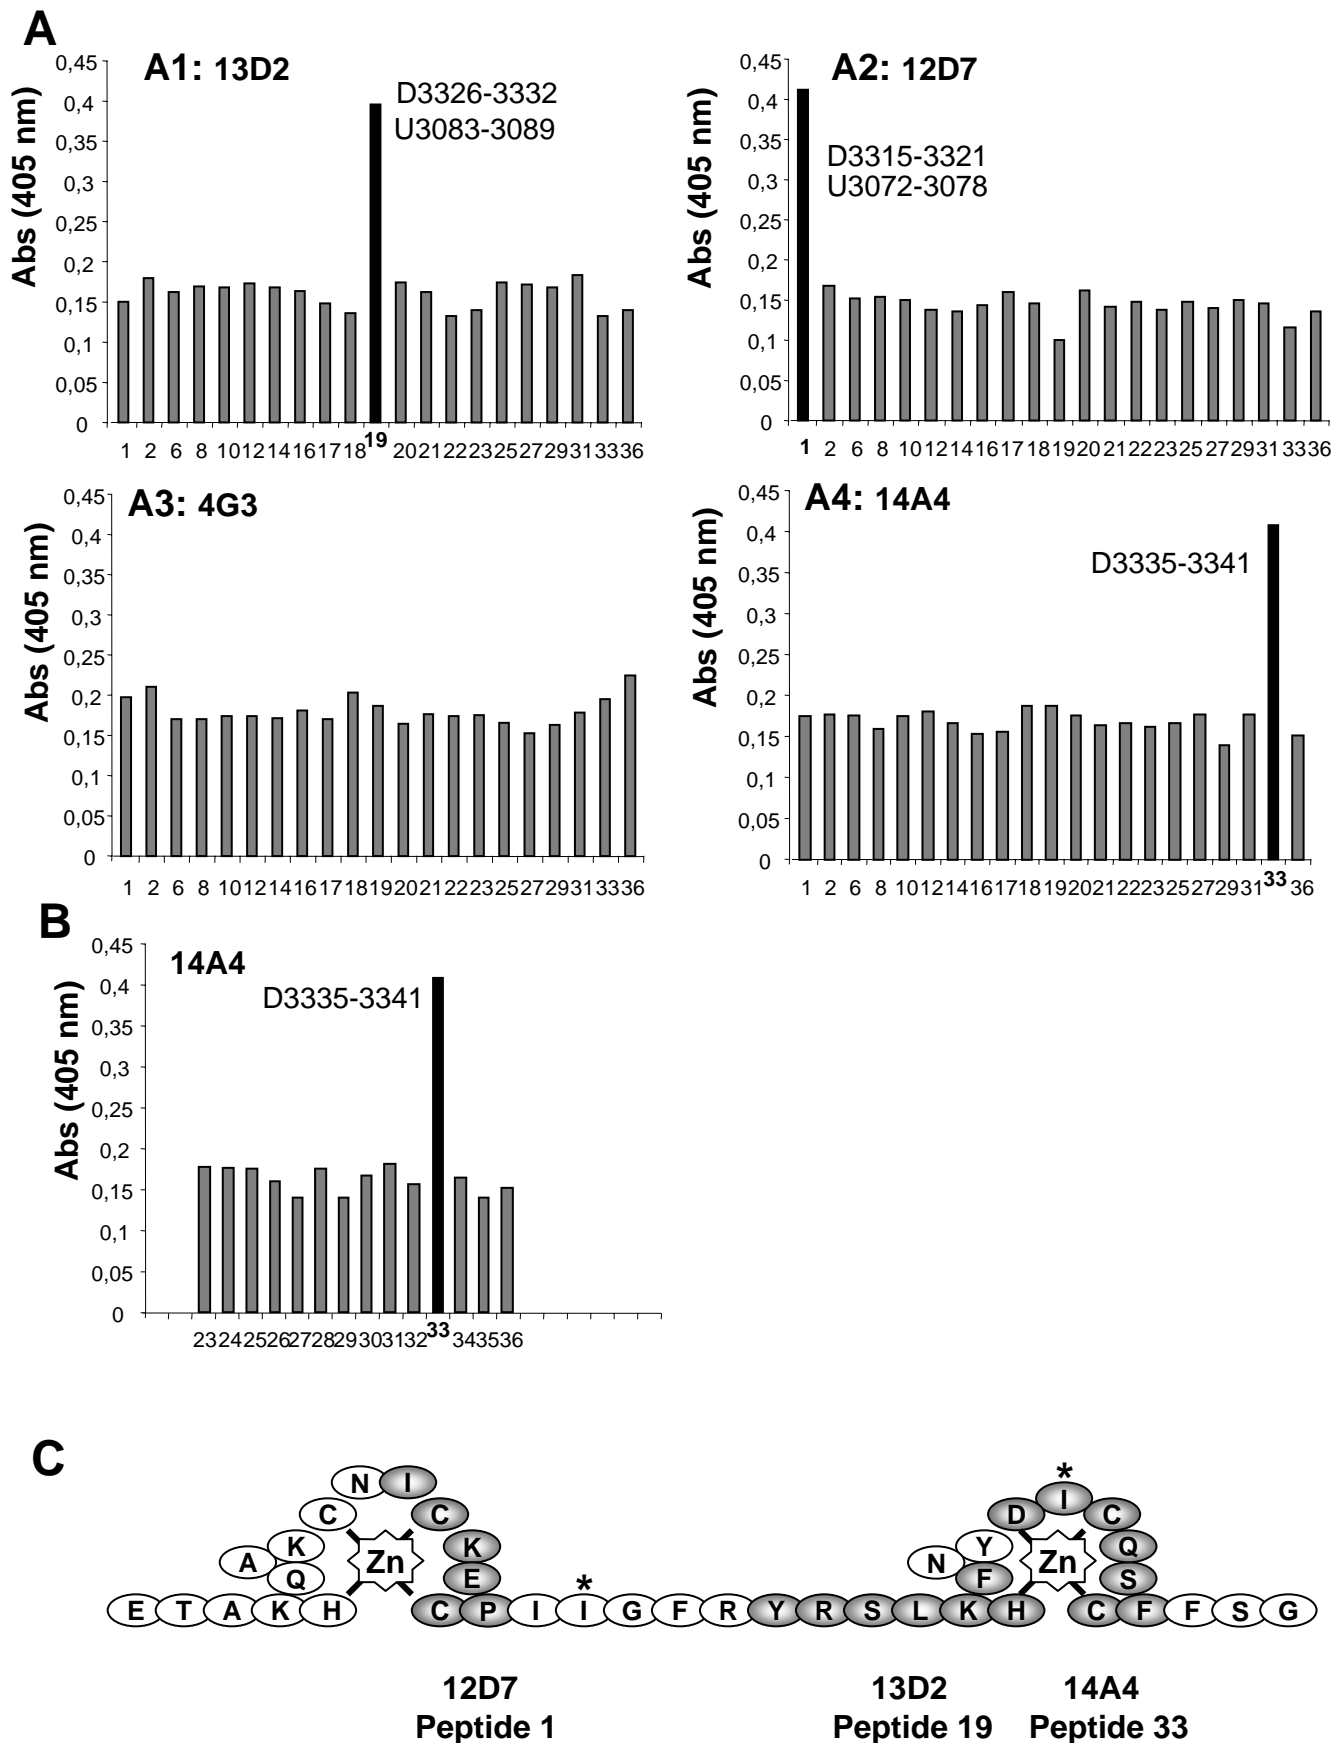 A
A1: 13D2
D3326-3332
U3083-3089
Abs (405 nm)
0,45
0,4
0,35
0,3
0,25
0,2
0,15
0,1
0,05
0
1 2 6 8 10 12 14 16 17 18 19 20 21 22 23 25 27 29 31 33 36
A2: 12D7
D3315-3321
U3072-3078
Abs (405 nm)
0,45
0,4
0,35
0,3
0,25
0,2
0,15
0,1
0,05
0
1 2 6 8 10 12 14 16 17 18 19 20 21 22 23 25 27 29 31 33 36
A3: 4G3
Abs (405 nm)
0,45
0,4
0,35
0,3
0,25
0,2
0,15
0,1
0,05
0
1 2 6 8 10 12 14 16 17 18 19 20 21 22 23 25 27 29 31 33 36
A4: 14A4
D3335-3341
Abs (405 nm)
0,45
0,4
0,35
0,3
0,25
0,2
0,15
0,1
0,05
0
1 2 6 8 10 12 14 16 17 18 19 20 21 22 23 25 27 29 31 33 36
B
14A4
D3335-3341
Abs (405 nm)
0,45
0,4
0,35
0,3
0,25
0,2
0,15
0,1
0,05
0
23 24 25 26 27 28 29 30 31 32 33 34 35 36
C
*
N I I
C C D C
K K Y Q
A Zn N Zn
Q E * F S
E T A K H C P I I G F R Y R S L K H C F F S G
12D7 13D2 14A4
Peptide 1 Peptide 19 Peptide 33